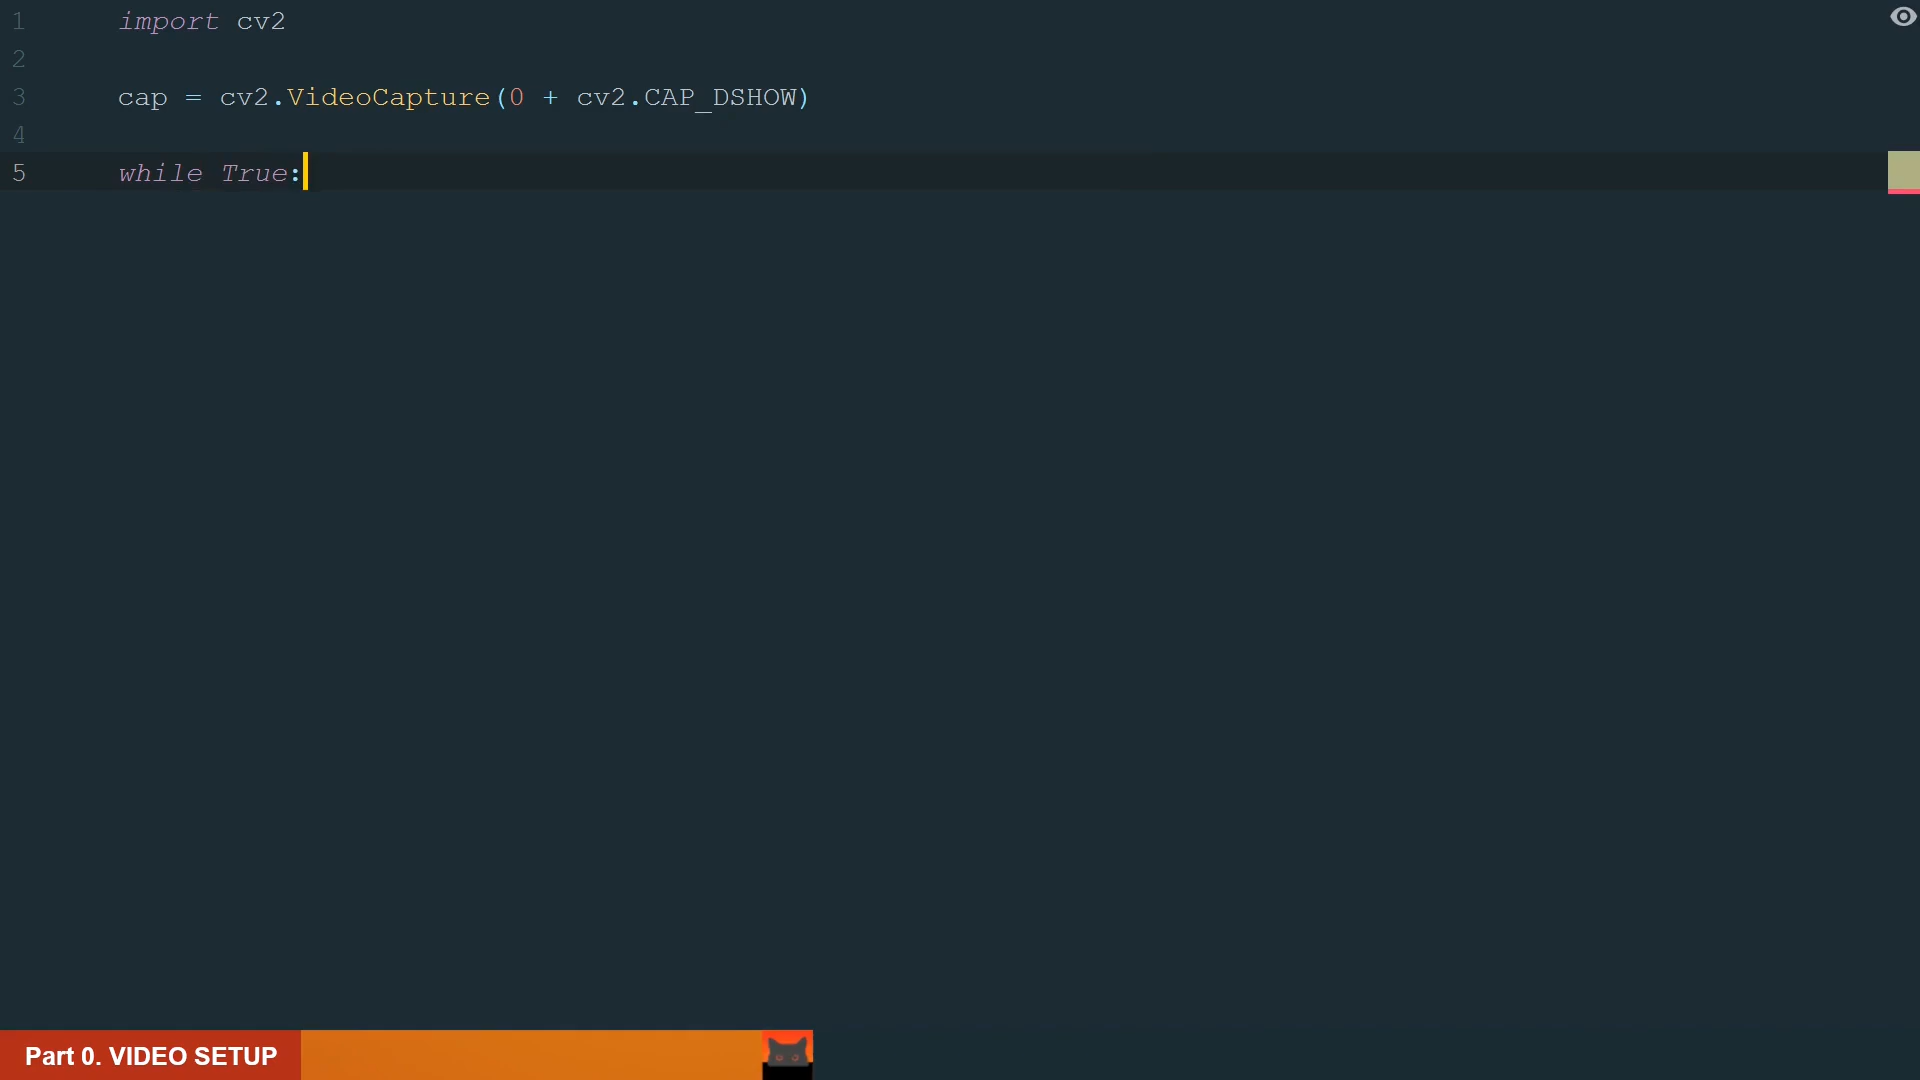 1 import cv2
2
3 cap = cv2.VideoCapture(0 + cv2.CAP_DSHOW)
4
5 while True:
Part 0. VIDEO SETUP